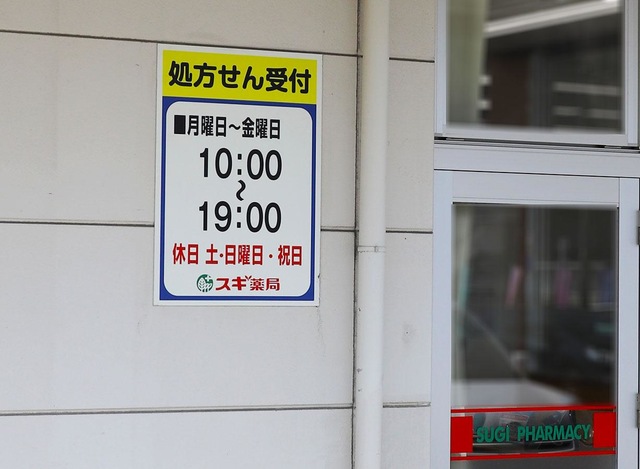 処方せん受付
■月曜日～金曜日
10:00
～
19:00
休日 土・日曜日・祝日
スギ薬局
SUGI PHARMACY